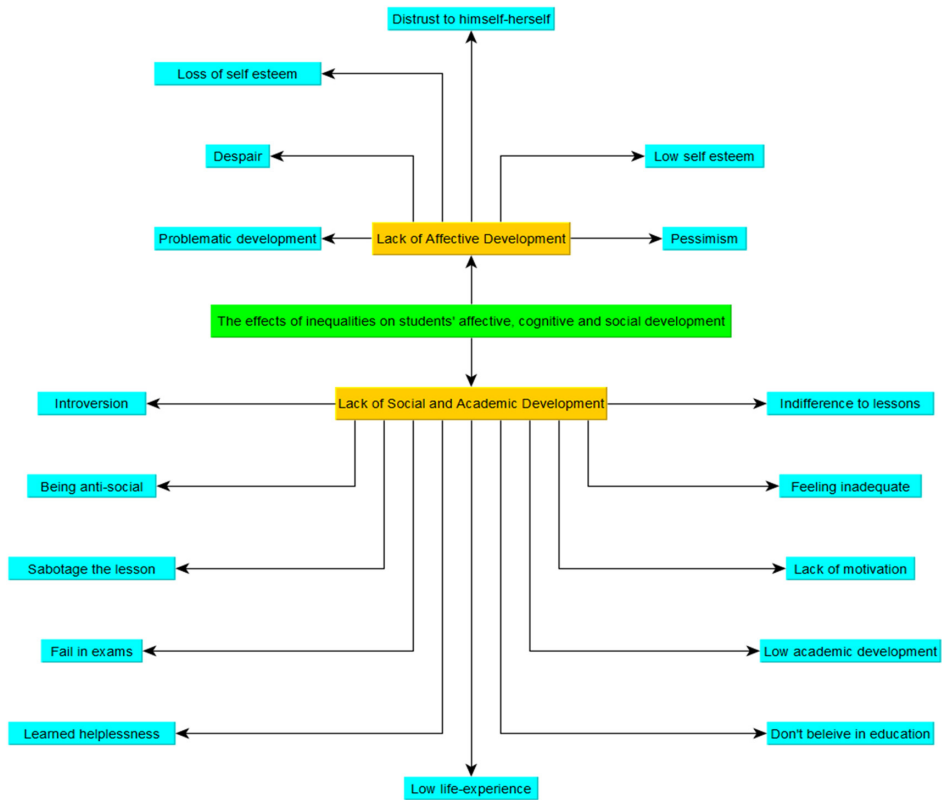 Distrust to himself-herself
Loss of self esteem
Despair
Low self esteem
Problematic development
Lack of Affective Development
Pessimism
The effects of inequalities on students' affective, cognitive and social development
Introversion
Lack of Social and Academic Development
Indifference to lessons
Being anti-social
Feeling inadequate
Sabotage the lesson
Lack of motivation
Fail in exams
Low academic development
Learned helplessness
Don't beleive in education
Low life-experience